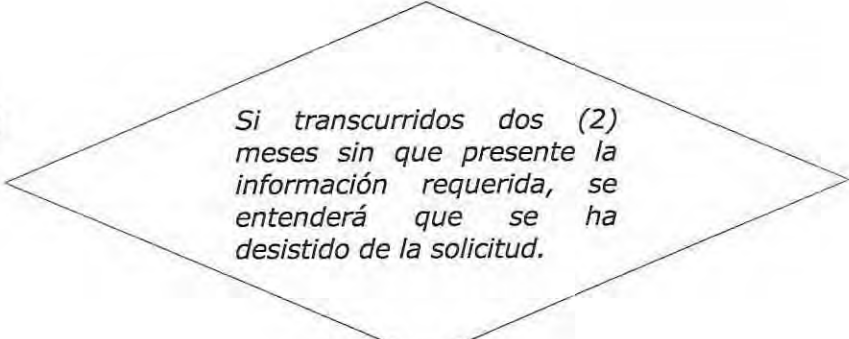 Si transcurridos dos (2)
meses sin que presente la
información requerida, se
entenderá que se ha
desistido de la solicitud.